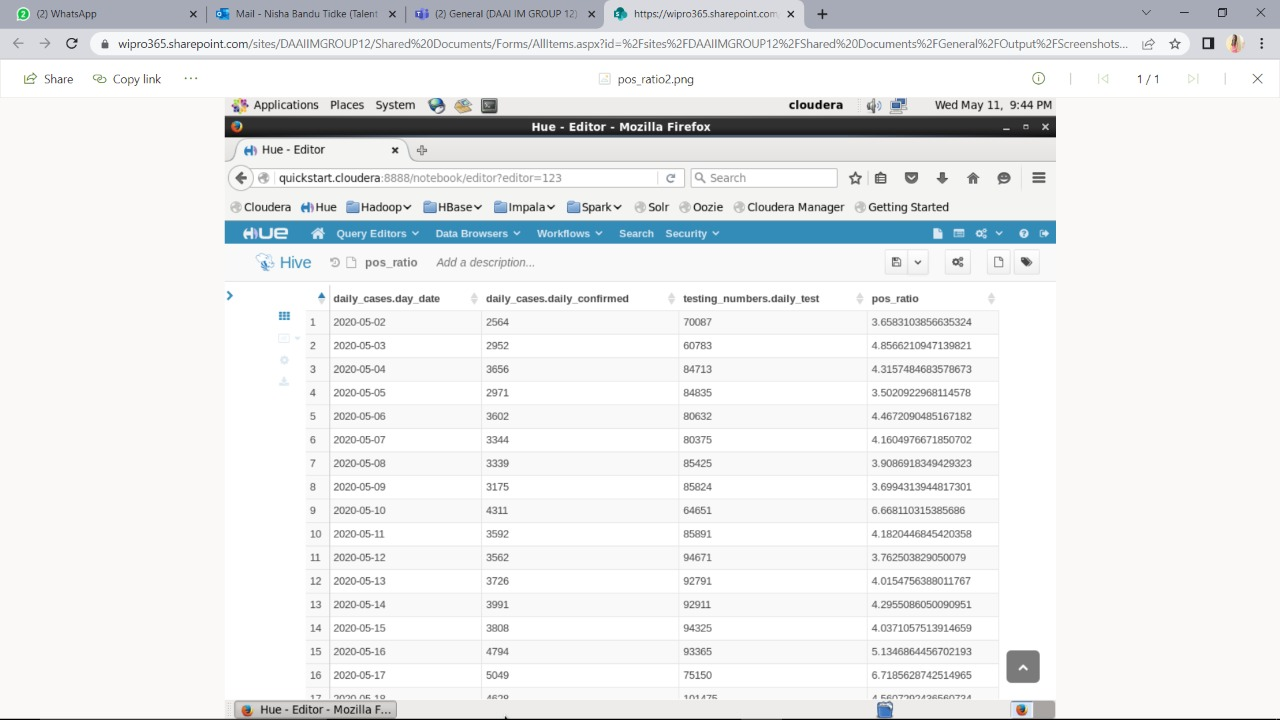 (2) WhatsApp
Mail - Nisha Bandu Tidke (Talent
(2) General (DAAI IM GROUP 12)
https://wipro365.sharepoint.com
wipro365.sharepoint.com/sites/DAAIIMGROUP12/Shared%20Documents/Forms/AllItems.aspx?id=%2Fsites%2FDAAIIMGROUP12%2FShared%20Documents%2FGeneral%2FOutput%2FScreenshots...
Share Copy link ... pos_ratio2.png 1 / 1
Applications Places System cloudera Wed May 11, 9:44 PM
Hue - Editor - Mozilla Firefox
Hue - Editor
quickstart.cloudera:8888/notebook/editor?editor=123 Search
Cloudera Hue Hadoop HBase Impala Spark Solr Oozie Cloudera Manager Getting Started
HUE Query Editors Data Browsers Workflows Search Security
Hive pos_ratio Add a description...
daily_cases.day_date daily_cases.daily_confirmed testing_numbers.daily_test pos_ratio
1 2020-05-02 2564 70087 3.6583103856635324
2 2020-05-03 2952 60783 4.8566210947139821
3 2020-05-04 3656 84713 4.3157484683578673
4 2020-05-05 2971 84835 3.5020922968114578
5 2020-05-06 3602 80632 4.4672090485167182
6 2020-05-07 3344 80375 4.1604976671850702
7 2020-05-08 3339 85425 3.9086918349429323
8 2020-05-09 3175 85824 3.6994313944817301
9 2020-05-10 4311 64651 6.668110315385686
10 2020-05-11 3592 85891 4.1820446845420358
11 2020-05-12 3562 94671 3.762503829050079
12 2020-05-13 3726 92791 4.0154756388011767
13 2020-05-14 3991 92911 4.2955086050090951
14 2020-05-15 3808 94325 4.0371057513914659
15 2020-05-16 4794 93365 5.1346864456702193
16 2020-05-17 5049 75150 6.7185628742514965
17 2020-05-18 4628 101475
Hue - Editor - Mozilla F...